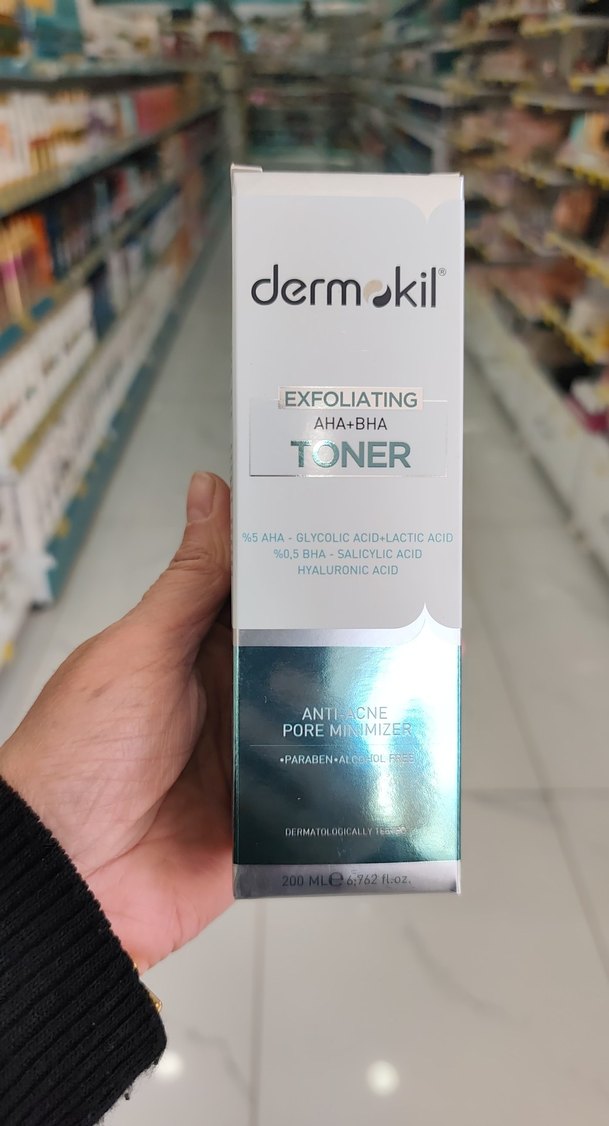 dermokil®
EXFOLIATING
AHA+BHA
TONER
%5 AHA - GLYCOLIC ACID+LACTIC ACID
%0,5 BHA - SALICYLIC ACID
HYALURONIC ACID
ANTI-ACNE
PORE MINIMIZER
•PARABEN•ALCOHOL FREE
DERMATOLOGICALLY TESTED
200 ML℮6,762 fl.oz.